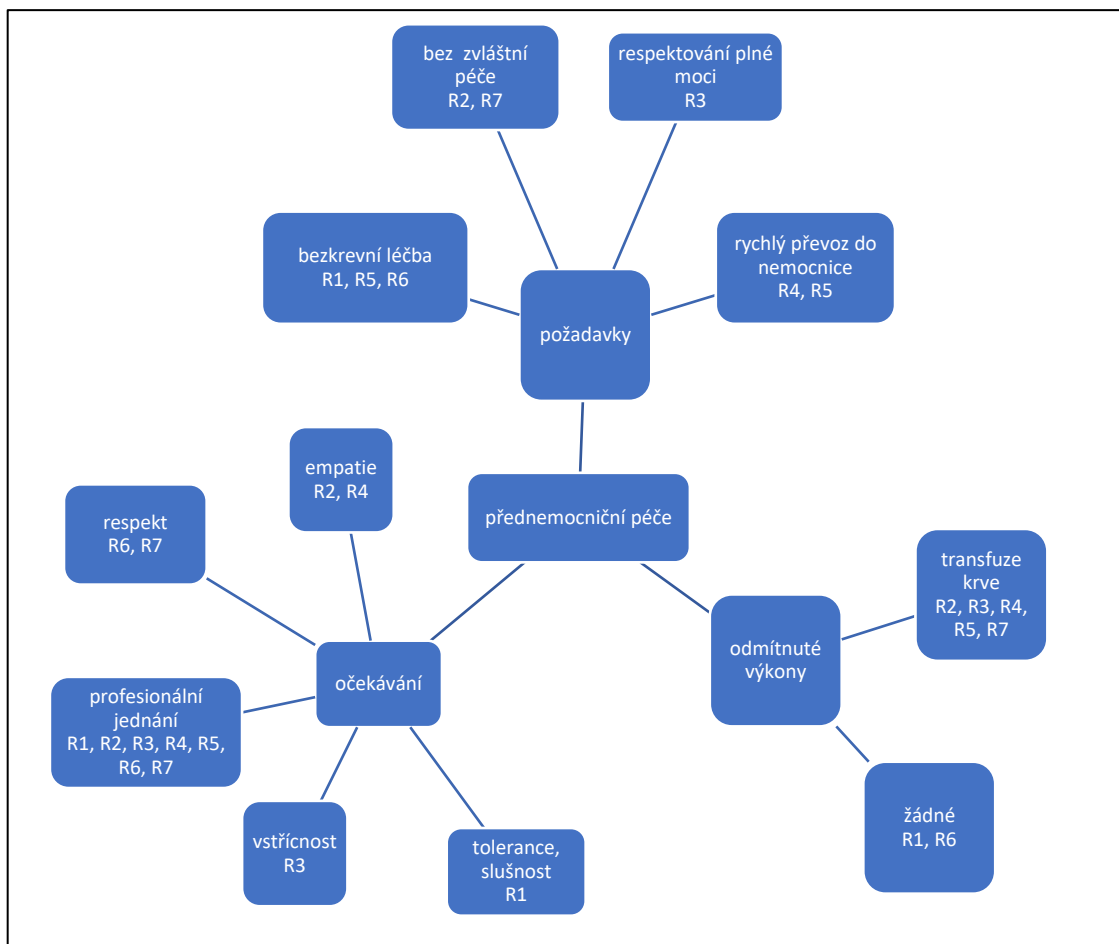 bez zvláštní
péče
R2, R7
respektování plné
moci
R3
bezkrevní léčba
R1, R5, R6
rychlý převoz do
nemocnice
R4, R5
požadavky
empatie
R2, R4
přednemocniční péče
respekt
R6, R7
transfuze
krve
R2, R3, R4,
R5, R7
očekávání
odmítnuté
výkony
profesionální
jednání
R1, R2, R3, R4, R5,
R6, R7
vstřícnost
R3
tolerance,
slušnost
R1
žádné
R1, R6